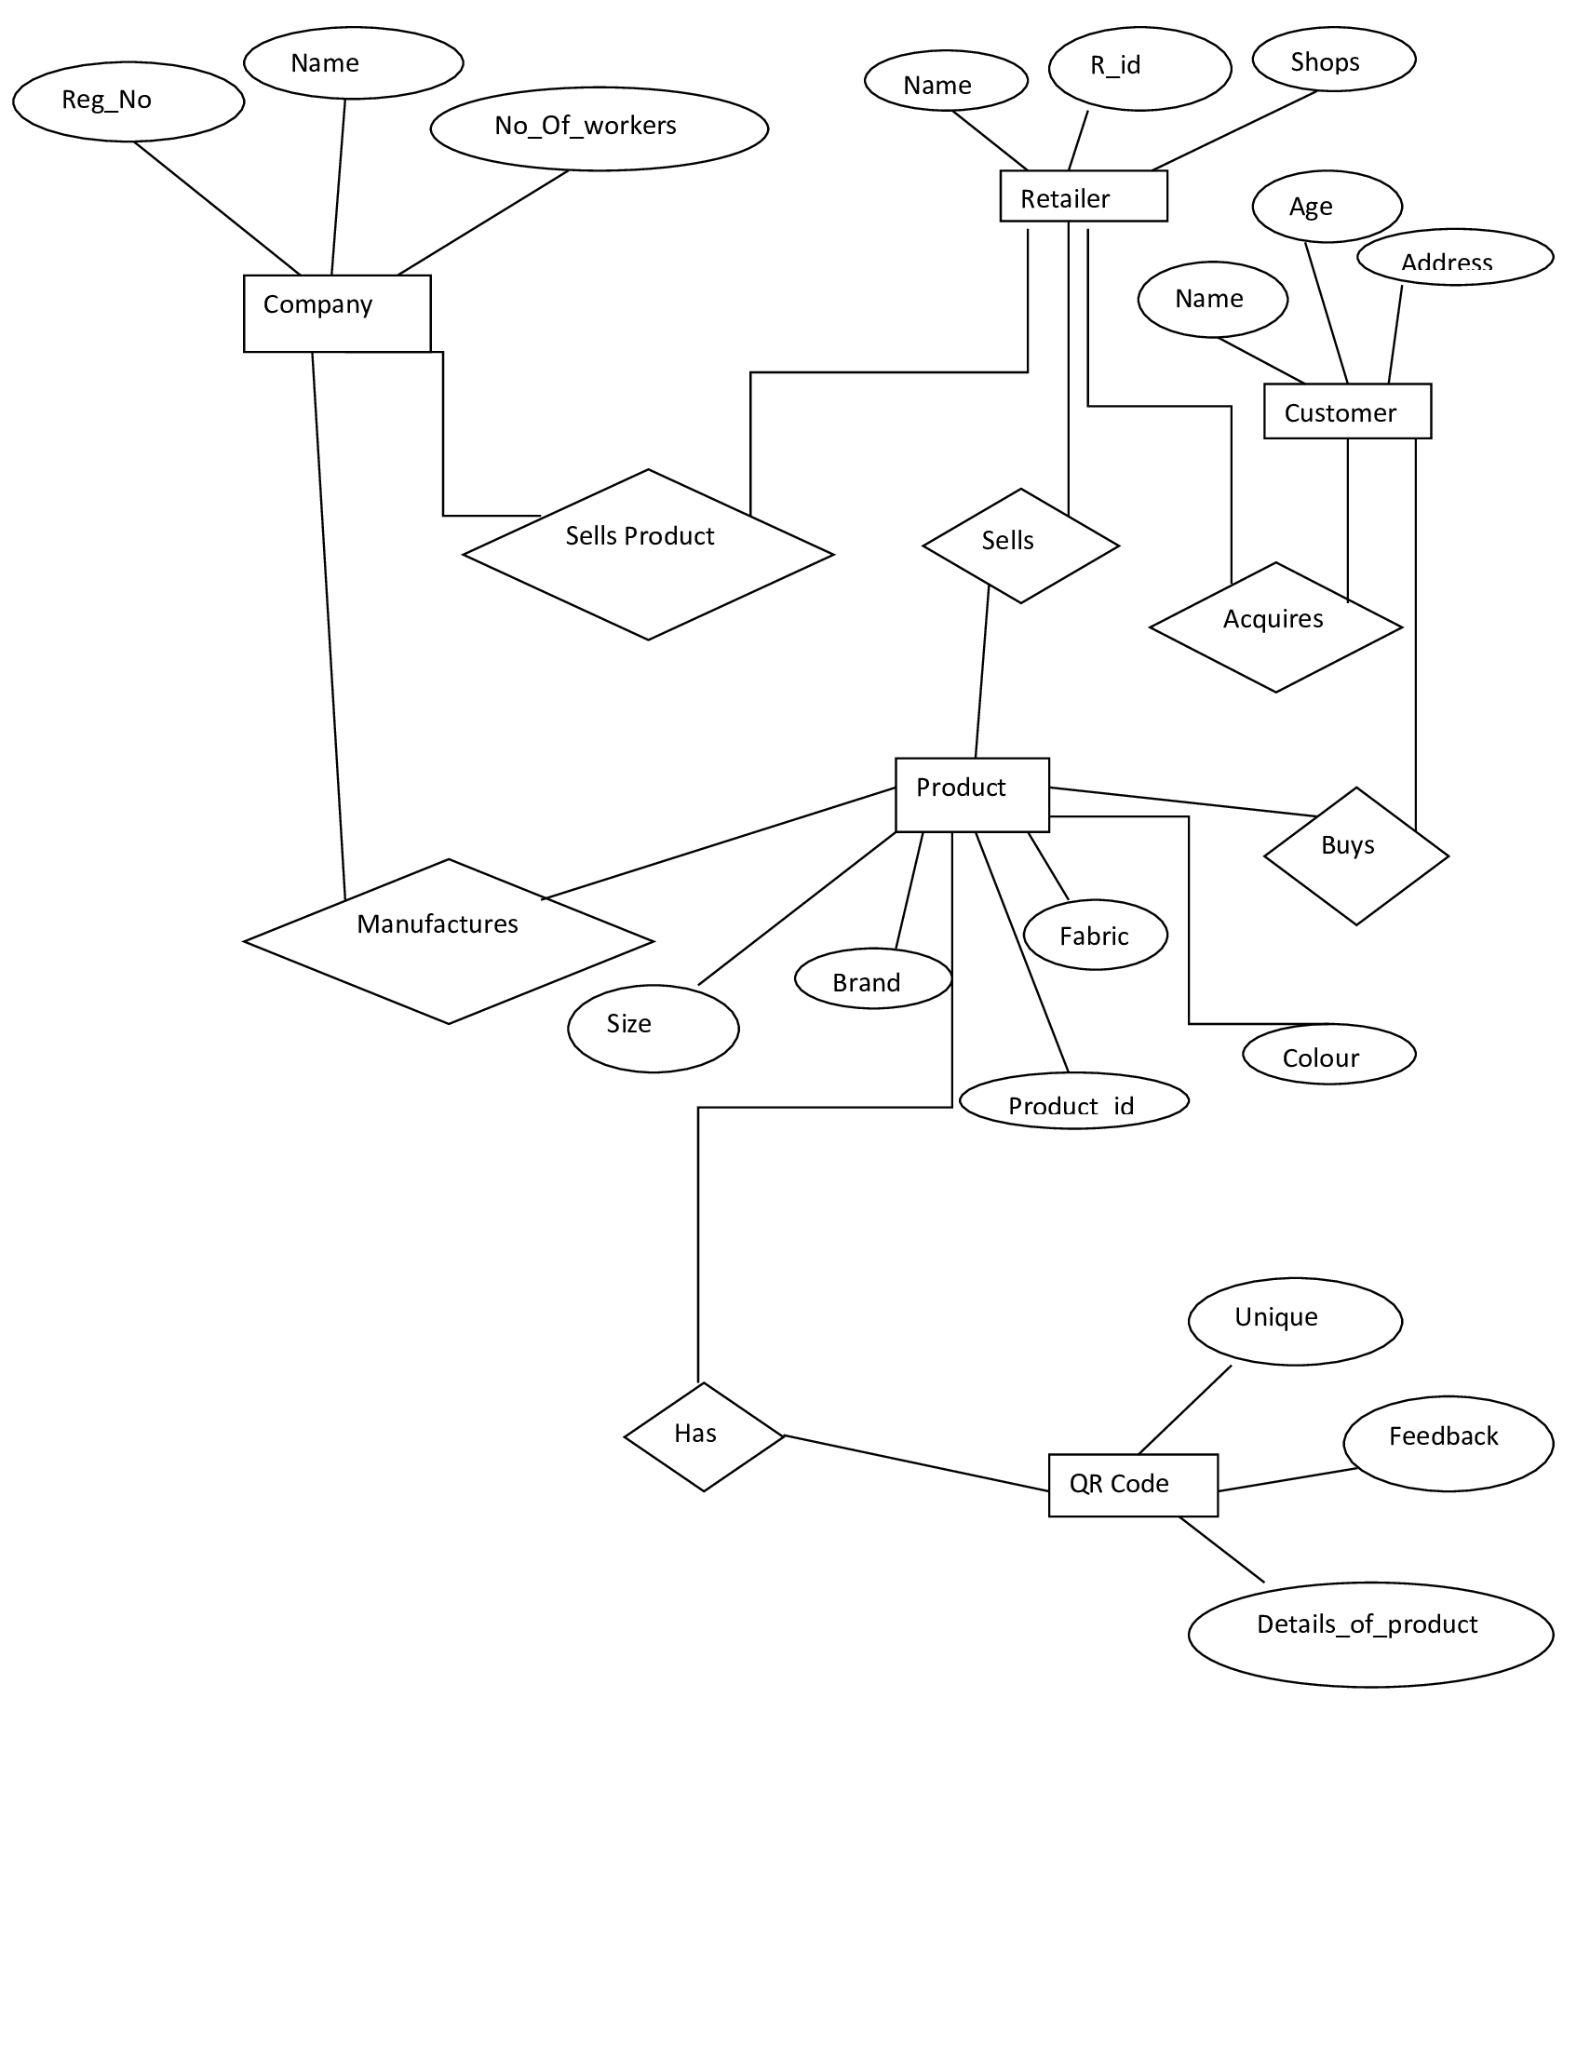 Name
R_id
Shops
Name
Reg_No
No_Of_workers
Retailer
Age
Address
Name
Company
Customer
Sells Product
Sells
Acquires
Product
Buys
Manufactures
Fabric
Brand
Size
Colour
Product_id
Unique
Has
Feedback
QR Code
Details_of_product